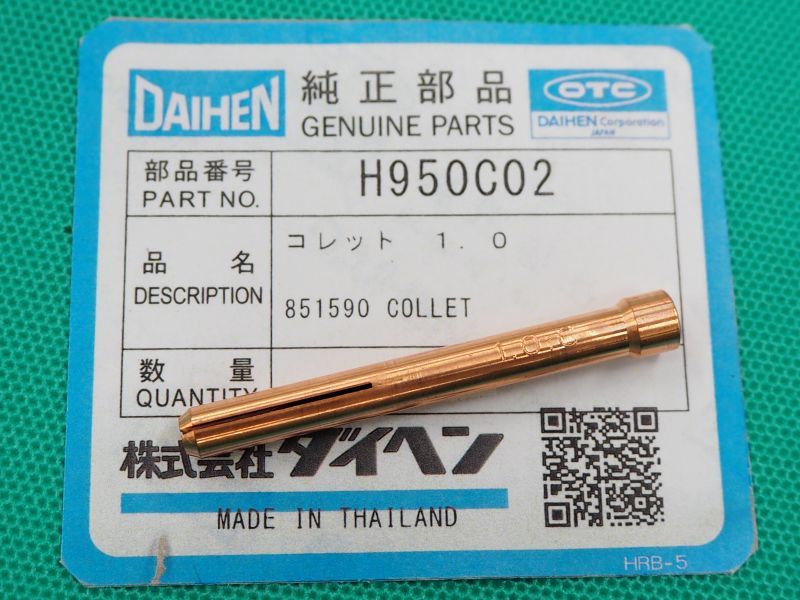 DAIHEN
純正部品
GENUINE PARTS
OTC
DAIHEN Corporation
JAPAN
部品番号
PART NO.
H950C02
品 名
DESCRIPTION
コレット 1.0
851590 COLLET
数 量
QUANTITY
株式会社ダイヘン
MADE IN THAILAND
HRB-5